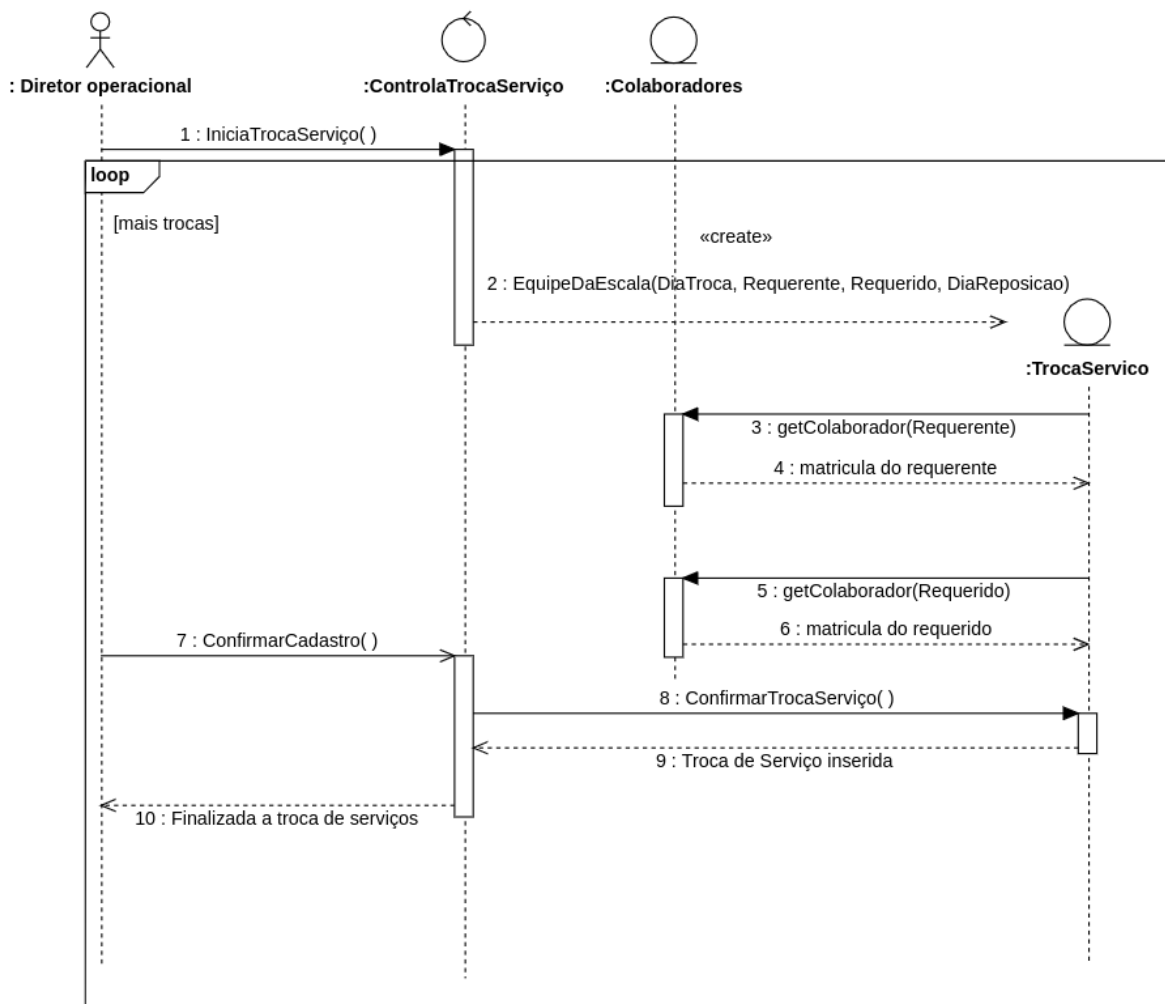 : Diretor operacional
:ControlaTrocaServiço
:Colaboradores
1 : IniciaTrocaServiço( )
loop
[mais trocas]
«create»
2 : EquipeDaEscala(DiaTroca, Requerente, Requerido, DiaReposicao)
:TrocaServico
3 : getColaborador(Requerente)
4 : matricula do requerente
5 : getColaborador(Requerido)
6 : matricula do requerido
7 : ConfirmarCadastro( )
8 : ConfirmarTrocaServiço( )
9 : Troca de Serviço inserida
10 : Finalizada a troca de serviços